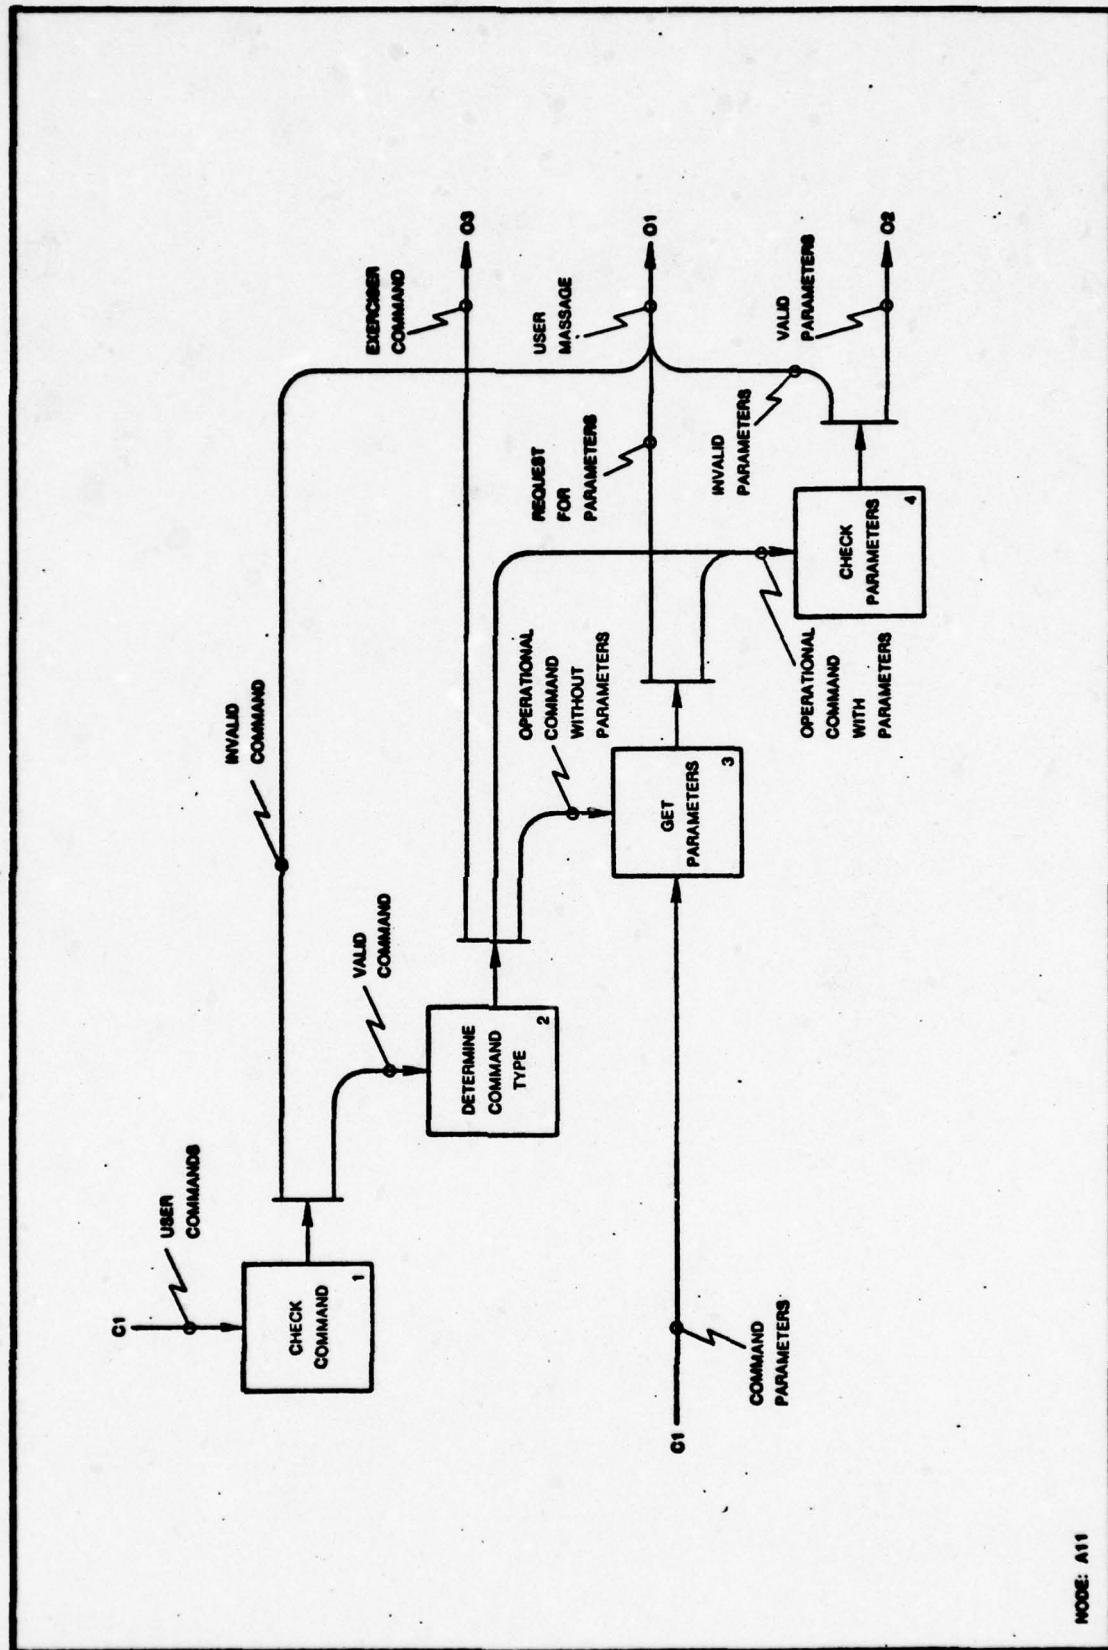 C1
USER
COMMANDS
CHECK
COMMAND
1
INVALID
COMMAND
VALID
COMMAND
DETERMINE
COMMAND
TYPE
2
EXERCISER
COMMAND
O3
OPERATIONAL
COMMAND
WITHOUT
PARAMETERS
REQUEST
FOR
PARAMETERS
USER
MASSAGE
O1
C1
COMMAND
PARAMETERS
GET
PARAMETERS
3
INVALID
PARAMETERS
VALID
PARAMETERS
O2
OPERATIONAL
COMMAND
WITH
PARAMETERS
CHECK
PARAMETERS
4
NODE: A11